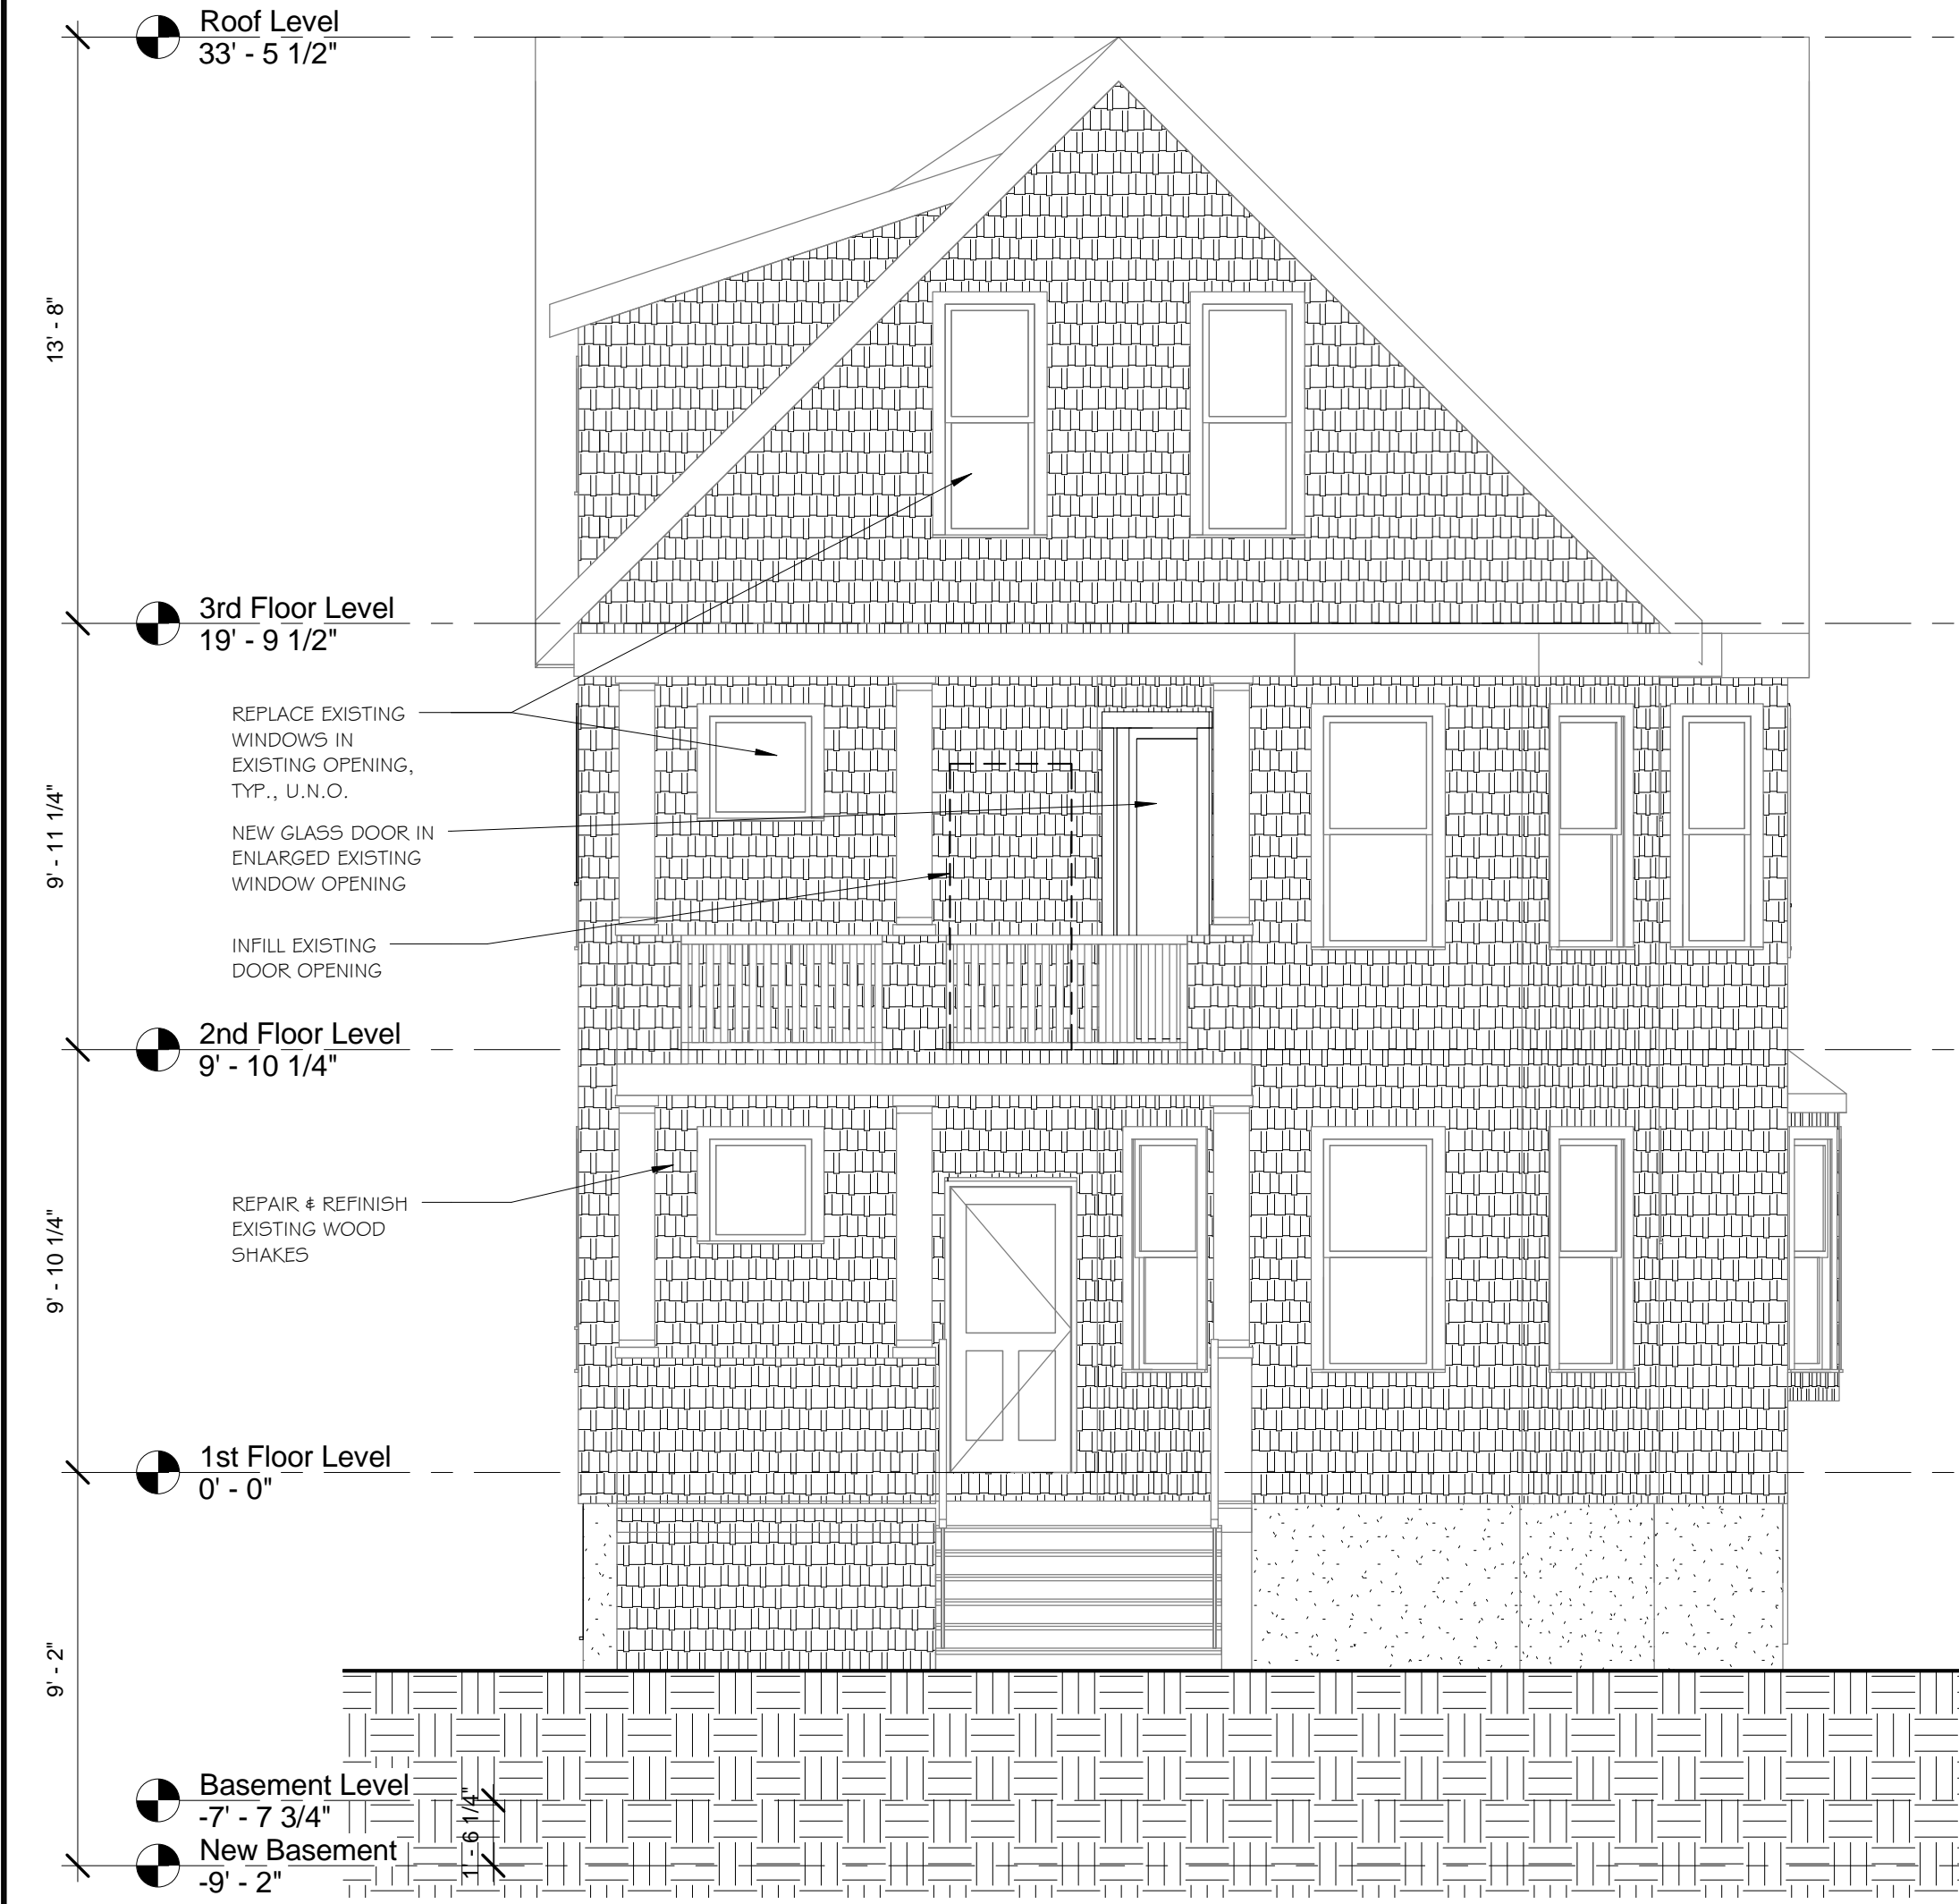 Roof Level
33' - 5 1/2"
13' - 8"
3rd Floor Level
19' - 9 1/2"
REPLACE EXISTING
WINDOWS IN
EXISTING OPENING,
TYP., U.N.O.
9' - 11 1/4"
NEW GLASS DOOR IN
ENLARGED EXISTING
WINDOW OPENING
INFILL EXISTING
DOOR OPENING
2nd Floor Level
9' - 10 1/4"
9' - 10 1/4"
REPAIR & REFINISH
EXISTING WOOD
SHAKES
1st Floor Level
0' - 0"
9' - 2"
Basement Level
-7' - 7 3/4"
1' - 6 1/4"
New Basement
-9' - 2"